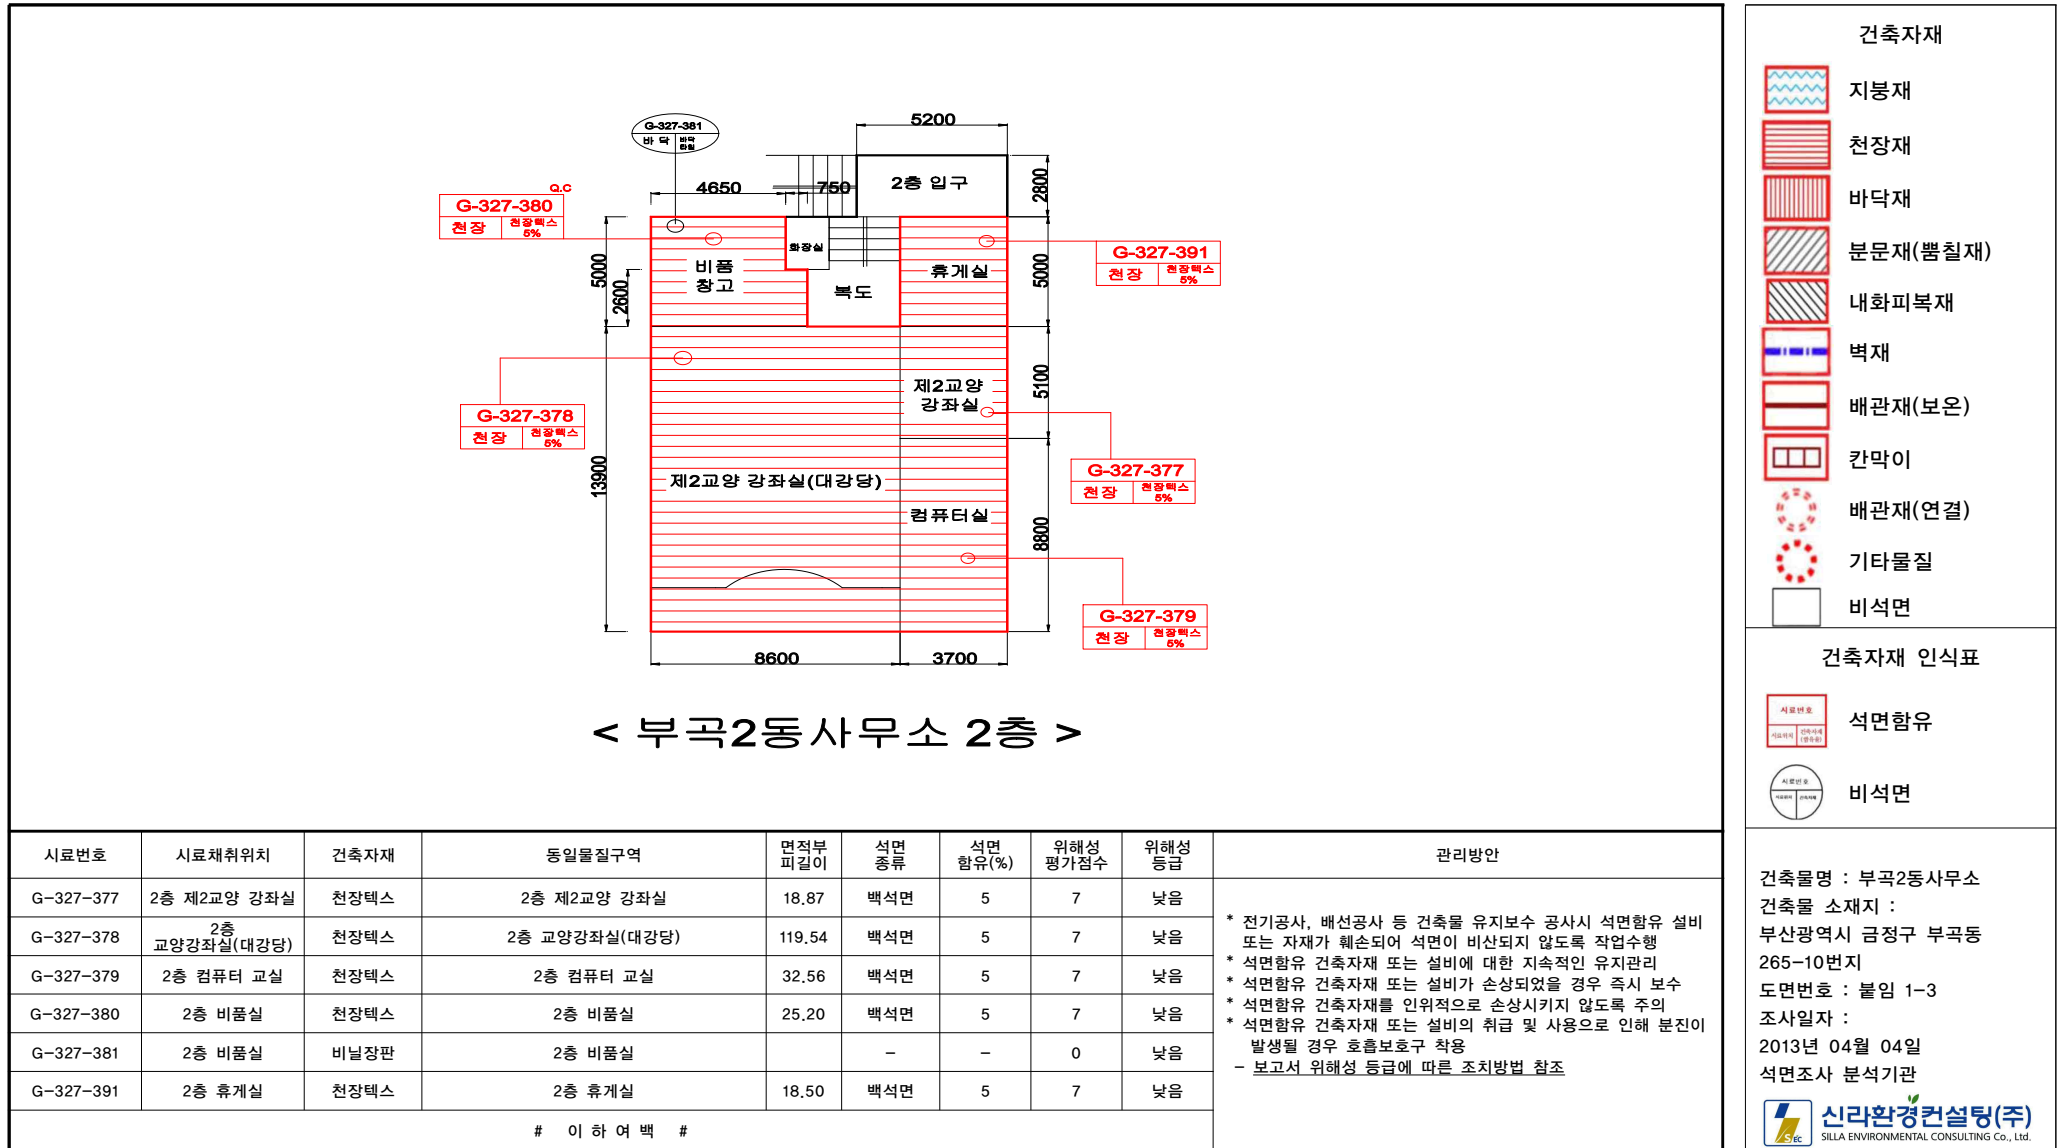 G-327-381
바 닥
바닥
타일
5200
2층 입구
2800
4650
750
Q.C
G-327-380
천장
천장텍스
5%
화장실
비품
창고
복도
휴게실
G-327-391
천장
천장텍스
5%
5000
2600
5000
G-327-378
천장
천장텍스
5%
제2교양
강좌실
5100
G-327-377
천장
천장텍스
5%
13900
제2교양 강좌실(대강당)
컴퓨터실
8800
G-327-379
천장
천장텍스
5%
8600
3700
< 부곡2동사무소 2층 >
건축자재
지붕재
천장재
바닥재
분문재(뿜칠재)
내화피복재
벽재
배관재(보온)
칸막이
배관재(연결)
기타물질
비석면
건축자재 인식표
시료번호
시료위치
건축자재
(함유율)
석면함유
시료번호
시료위치
건축자재
비석면
시료번호 시료채취위치 건축자재 동일물질구역 면적부피길이 석면종류 석면함유(%) 위해성평가점수 위해성등급 관리방안
G-327-377 2층 제2교양 강좌실 천장텍스 2층 제2교양 강좌실 18.87 백석면 5 7 낮음
G-327-378 2층 교양강좌실(대강당) 천장텍스 2층 교양강좌실(대강당) 119.54 백석면 5 7 낮음
G-327-379 2층 컴퓨터 교실 천장텍스 2층 컴퓨터 교실 32.56 백석면 5 7 낮음
G-327-380 2층 비품실 천장텍스 2층 비품실 25.20 백석면 5 7 낮음
G-327-381 2층 비품실 비닐장판 2층 비품실 - - 0 낮음
G-327-391 2층 휴게실 천장텍스 2층 휴게실 18.50 백석면 5 7 낮음
# 이 하 여 백 #
* 전기공사, 배선공사 등 건축물 유지보수 공사시 석면함유 설비
또는 자재가 훼손되어 석면이 비산되지 않도록 작업수행
* 석면함유 건축자재 또는 설비에 대한 지속적인 유지관리
* 석면함유 건축자재 또는 설비가 손상되었을 경우 즉시 보수
* 석면함유 건축자재를 인위적으로 손상시키지 않도록 주의
* 석면함유 건축자재 또는 설비의 취급 및 사용으로 인해 분진이
발생될 경우 호흡보호구 착용
- 보고서 위해성 등급에 따른 조치방법 참조
건축물명 : 부곡2동사무소
건축물 소재지 :
부산광역시 금정구 부곡동
265-10번지
도면번호 : 붙임 1-3
조사일자 :
2013년 04월 04일
석면조사 분석기관
SEC
신라환경컨설팅(주)
SILLA ENVIRONMENTAL CONSULTING Co., Ltd.